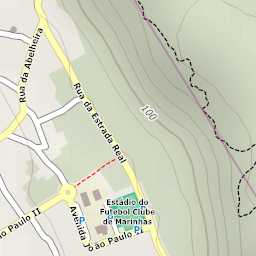 Rua da Abelheira
Rua da Estrada Real
100
Estádio do
Futebol Clube
de Marinhas
João Paulo II
Avenida João Paulo II
P
P
P